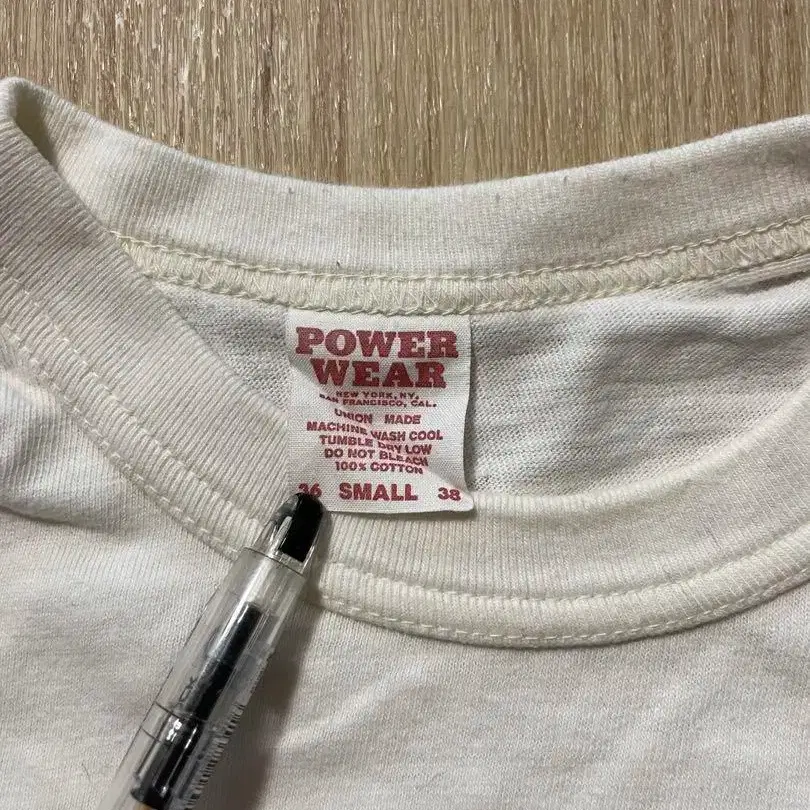 POWER
WEAR
NEW YORK, NY,
SAN FRANCISCO, CAL.
UNION MADE
MACHINE WASH COOL
TUMBLE DRY LOW
DO NOT BLEACH
100% COTTON
36 SMALL 38